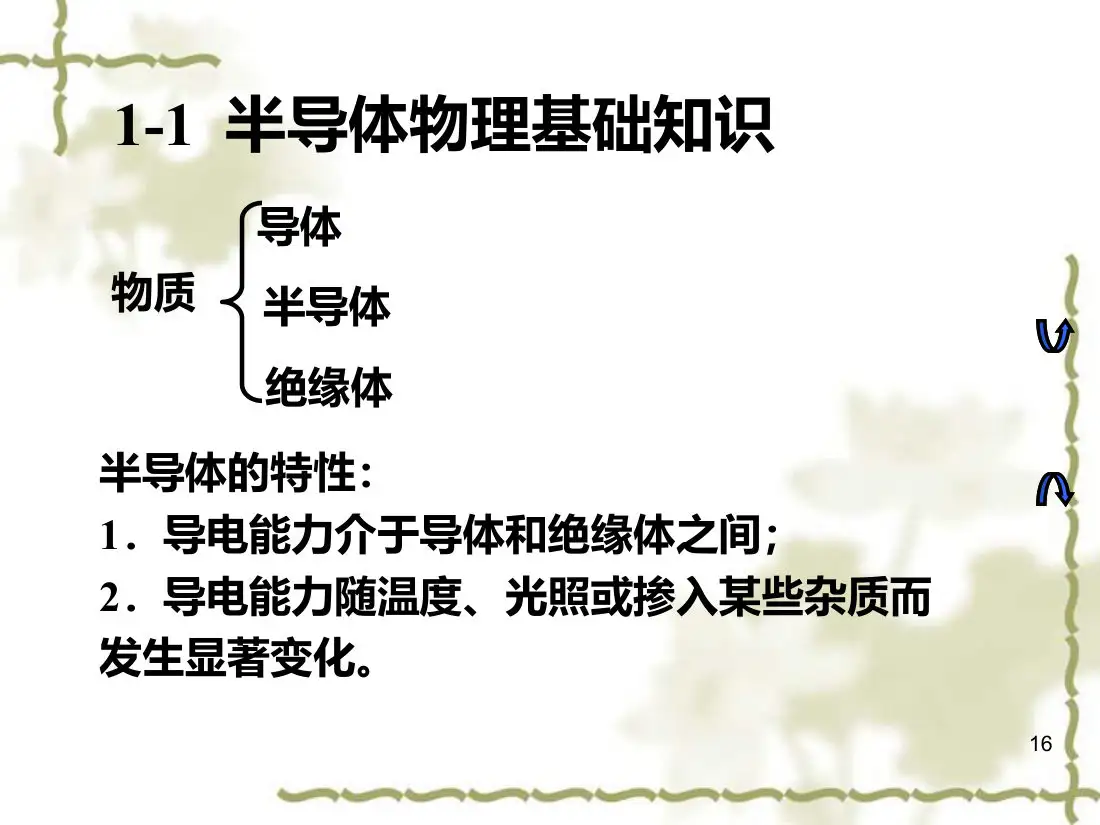 1-1 半导体物理基础知识
导体
物质
半导体
绝缘体
半导体的特性:
1．导电能力介于导体和绝缘体之间;
2．导电能力随温度、光照或掺入某些杂质而
发生显著变化。
16